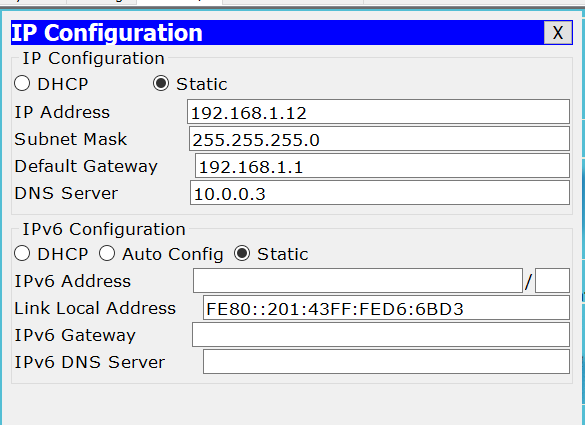 IP Configuration X
IP Configuration
DHCP Static
IP Address 192.168.1.12
Subnet Mask 255.255.255.0
Default Gateway 192.168.1.1
DNS Server 10.0.0.3
IPv6 Configuration
DHCP Auto Config Static
IPv6 Address /
Link Local Address FE80::201:43FF:FED6:6BD3
IPv6 Gateway
IPv6 DNS Server